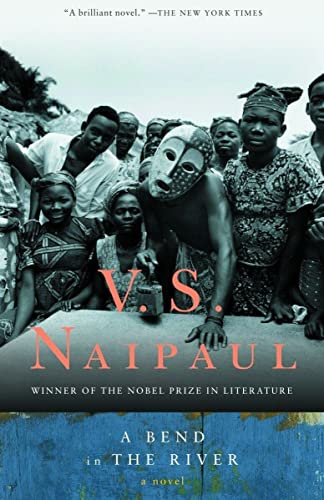 "A brilliant novel." —THE NEW YORK TIMES
V. S.
NAIPAUL
WINNER OF THE NOBEL PRIZE IN LITERATURE
A BEND
in THE RIVER
a novel